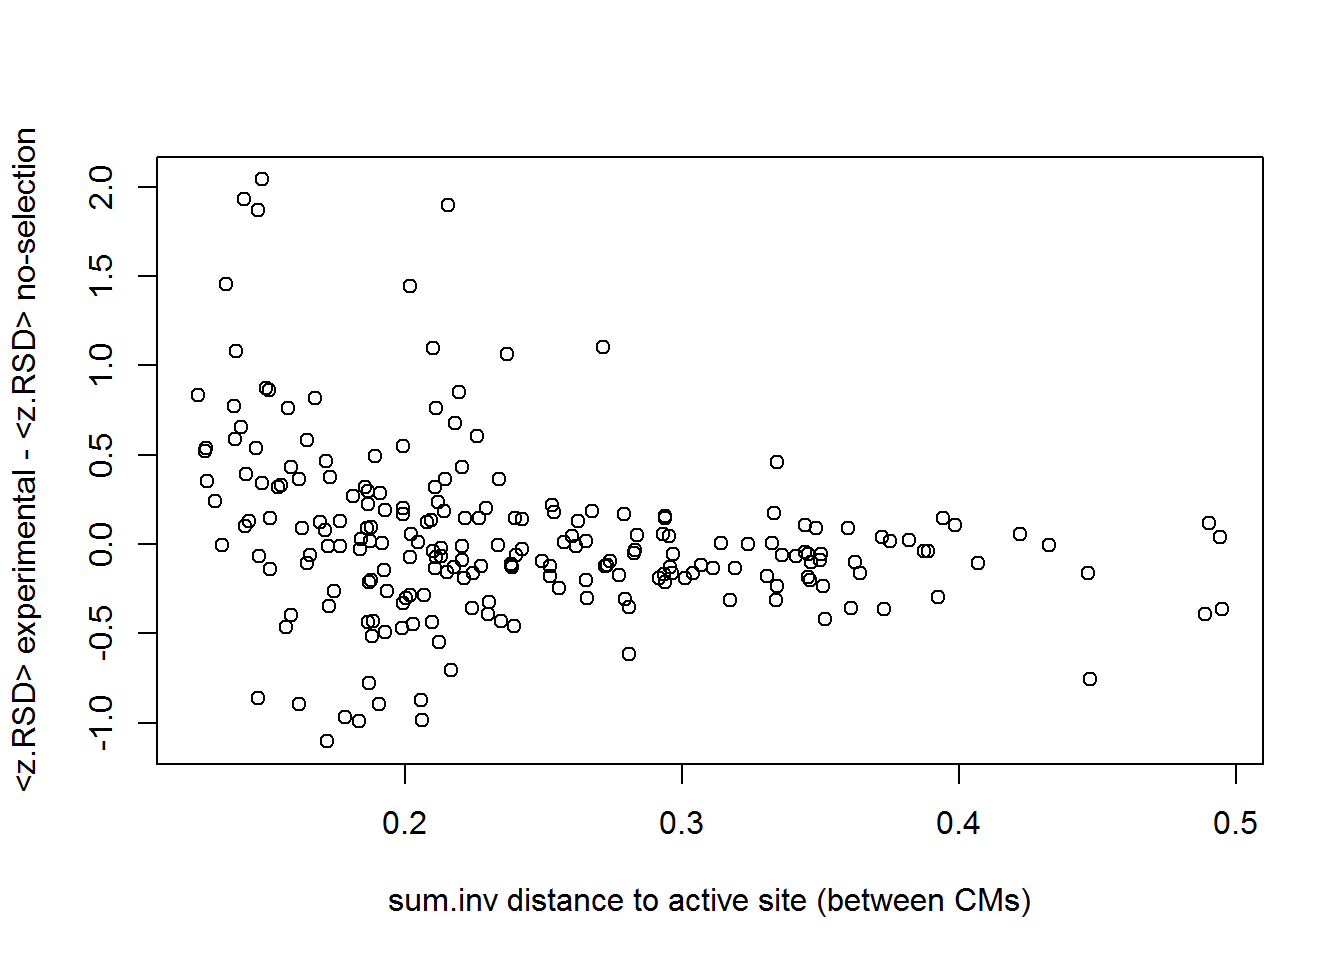 <z.RSD> experimental - <z.RSD> no-selection
2.0
1.5
1.0
0.5
0.0
-0.5
-1.0
0.2 0.3 0.4 0.5
sum.inv distance to active site (between CMs)